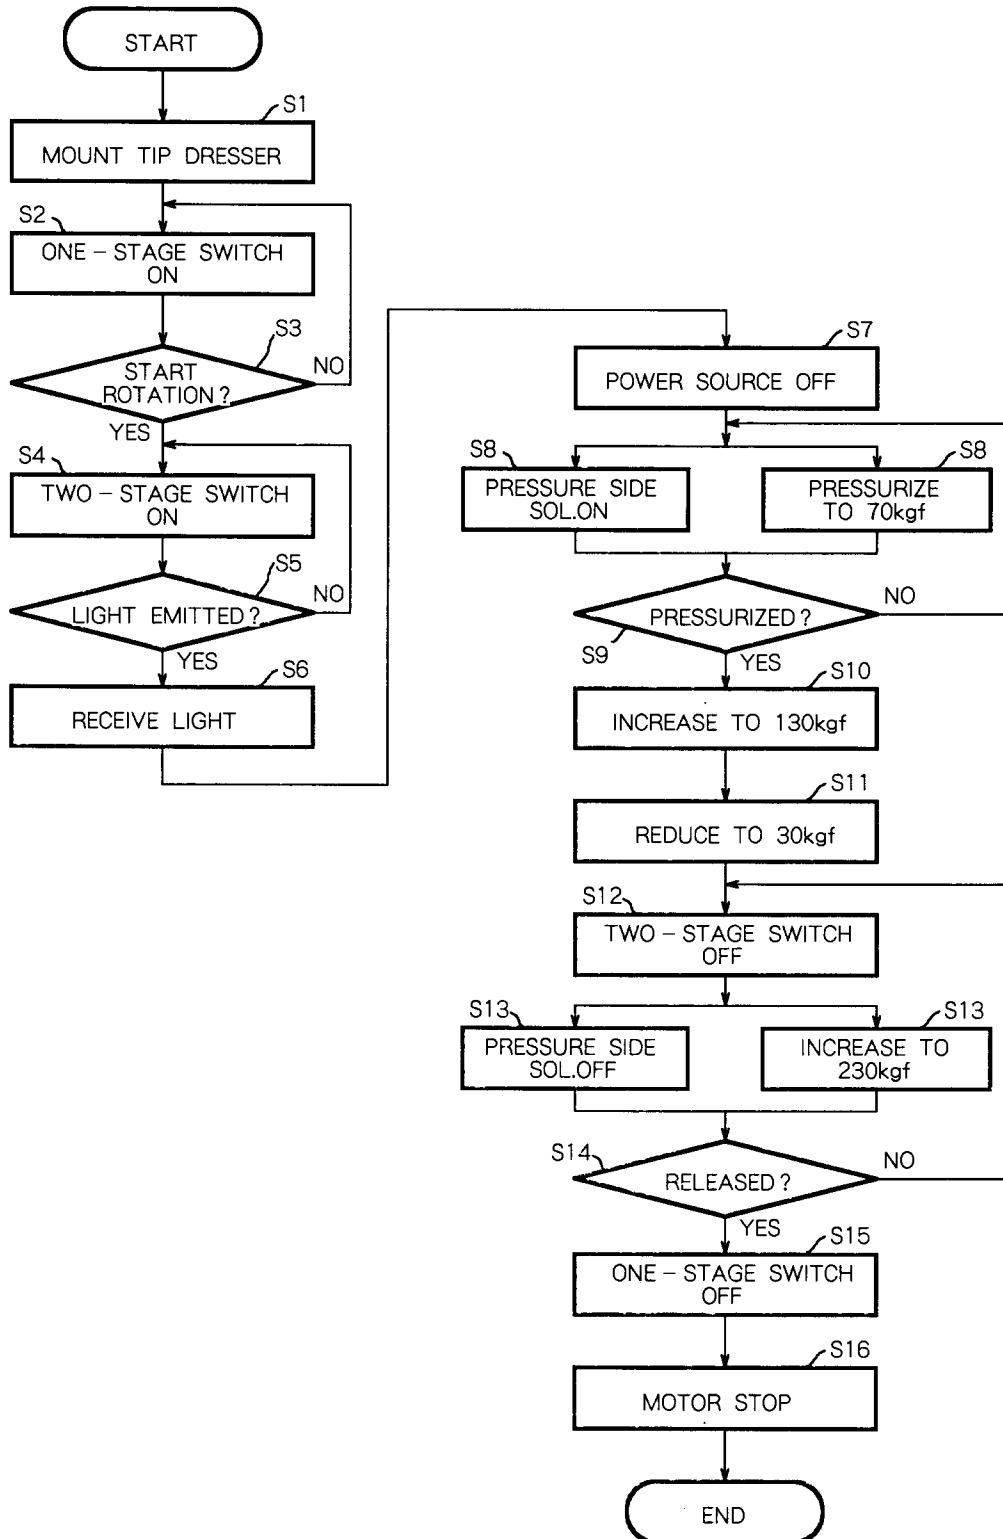 START
S1
MOUNT TIP DRESSER
S2
ONE-STAGE SWITCH
ON
S3
START
ROTATION?
NO
YES
S4
TWO-STAGE SWITCH
ON
S5
LIGHT EMITTED?
NO
YES
S6
RECEIVE LIGHT
S7
POWER SOURCE OFF
S8
PRESSURE SIDE
SOL.ON
S8
PRESSURIZE
TO 70kgf
PRESSURIZED?
NO
S9
YES
S10
INCREASE TO 130kgf
S11
REDUCE TO 30kgf
S12
TWO-STAGE SWITCH
OFF
S13
PRESSURE SIDE
SOL.OFF
S13
INCREASE TO
230kgf
S14
RELEASED?
NO
YES
S15
ONE-STAGE SWITCH
OFF
S16
MOTOR STOP
END